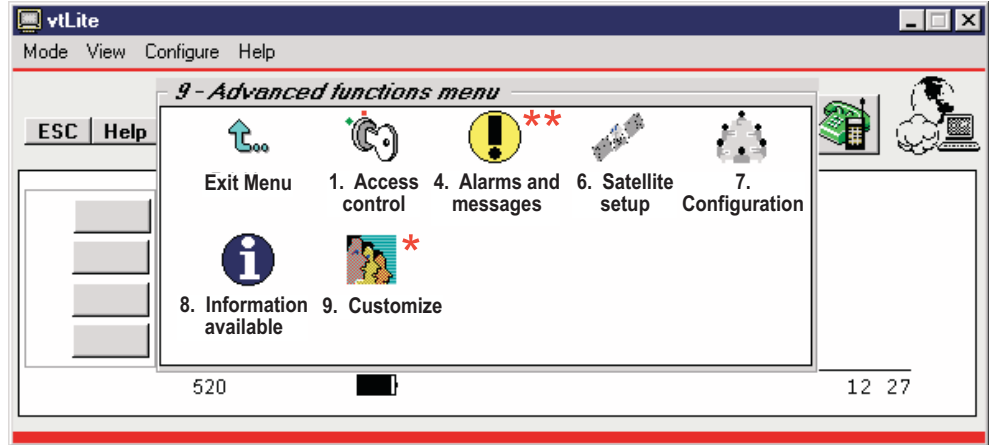 vtLite
Mode View Configure Help
9 - Advanced functions menu
ESC Help
Exit Menu
1. Access
control
4. Alarms and
messages
**
6. Satellite
setup
7.
Configuration
8. Information
available
9. Customize
*
520
12 27